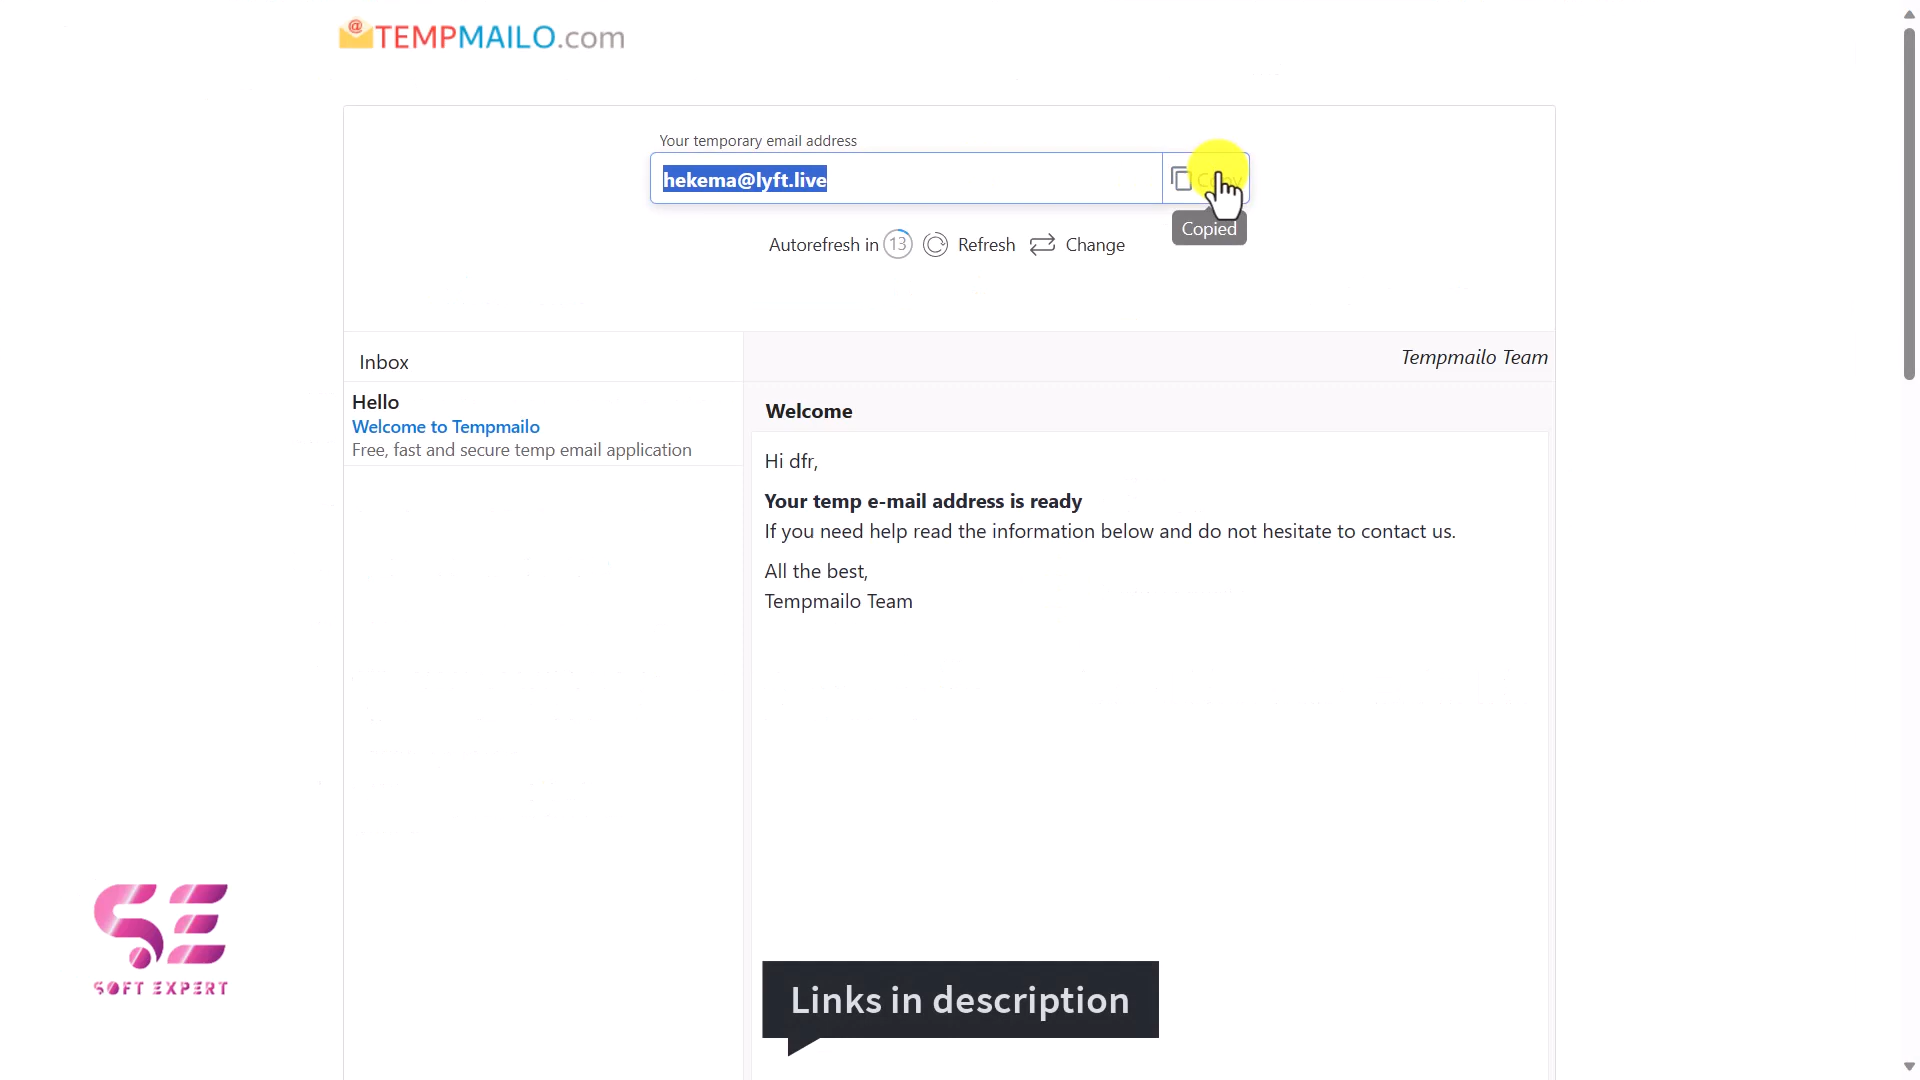 TEMPMAILO.com
Your temporary email address
hekema@lyft.live
Copy
Copied
Autorefresh in 13 Refresh Change
Inbox
Tempmailo Team
Hello
Welcome to Tempmailo
Free, fast and secure temp email application
Welcome
Hi dfr,
Your temp e-mail address is ready
If you need help read the information below and do not hesitate to contact us.
All the best,
Tempmailo Team
SE
SOFT EXPERT
Links in description